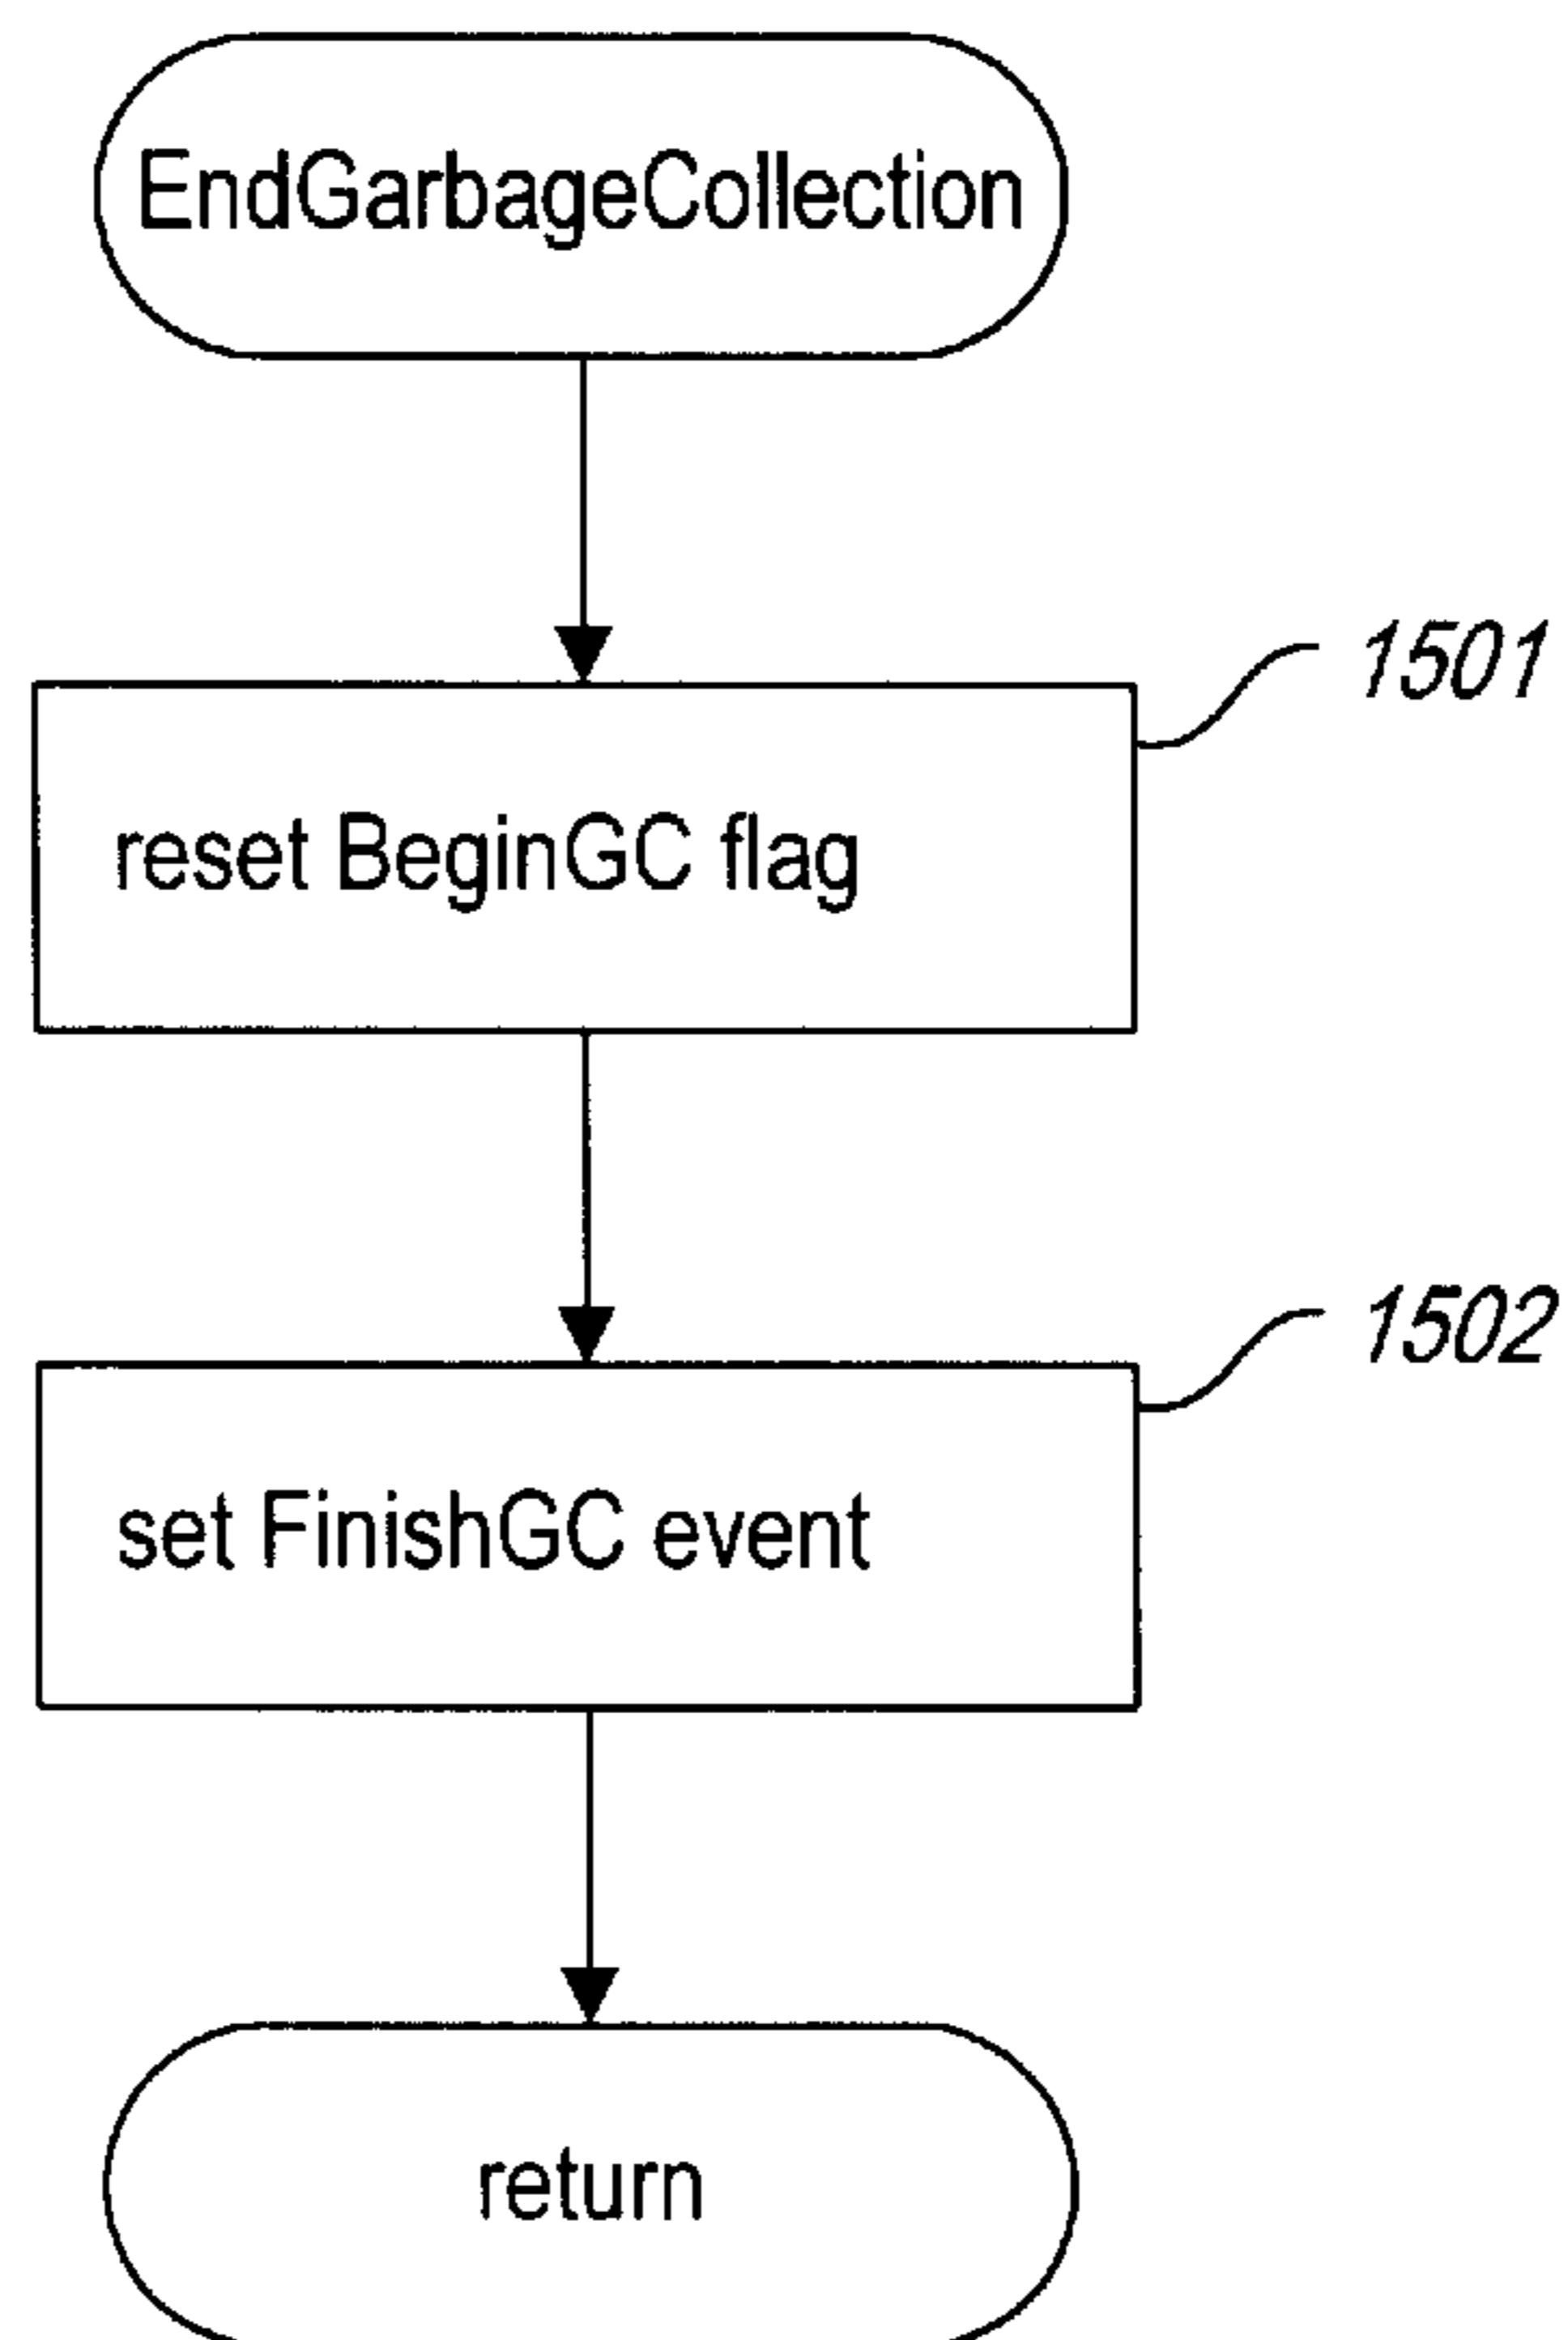 EndGarbageCollection
1501
reset BeginGC flag
1502
set FinishGC event
return